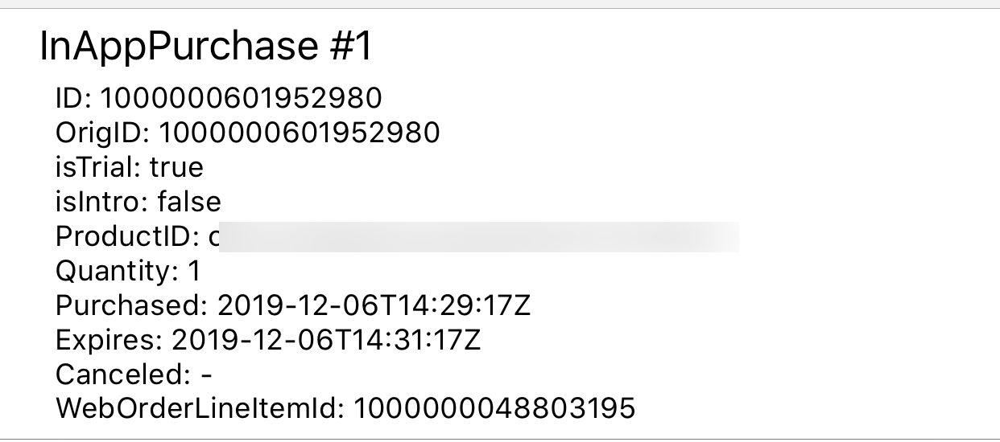 InAppPurchase #1
ID: 1000000601952980
OrigID: 1000000601952980
isTrial: true
isIntro: false
ProductID:
Quantity: 1
Purchased: 2019-12-06T14:29:17Z
Expires: 2019-12-06T14:31:17Z
Canceled: -
WebOrderLineItemId: 1000000048803195